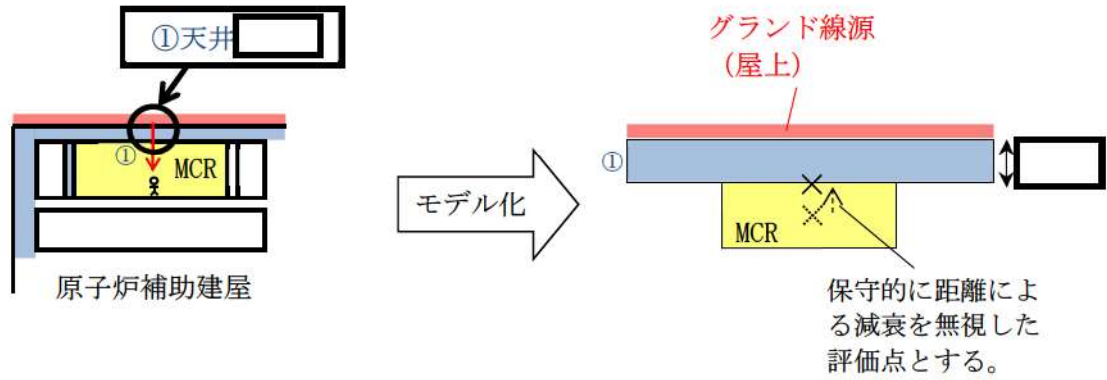 ①天井
①
MCR
原子炉補助建屋
モデル化
グランド線源
（屋上）
①
MCR
保守的に距離によ
る減衰を無視した
評価点とする。